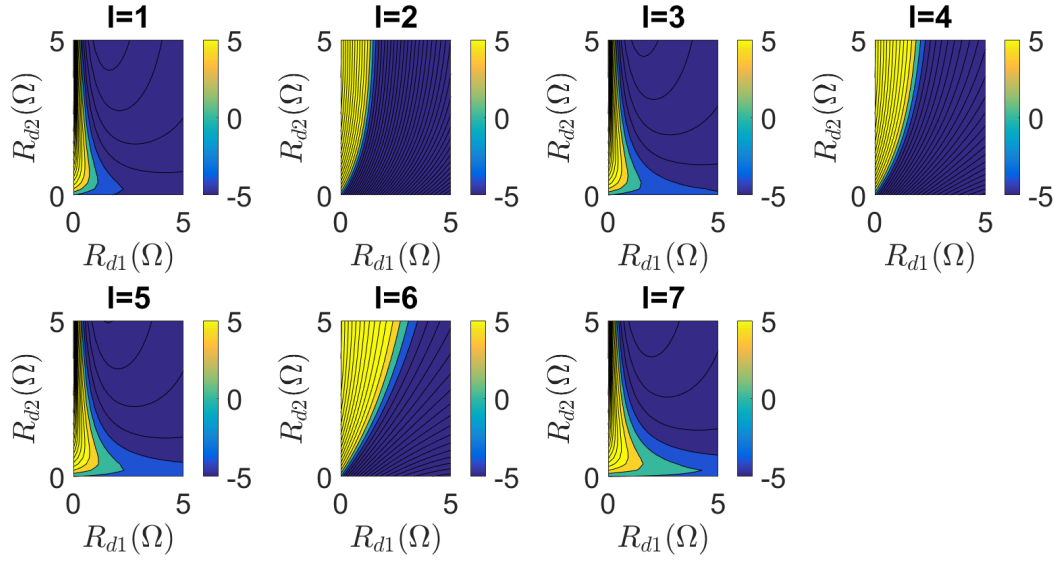 I=1 I=2 I=3 I=4
5 5 5 5 5 5 5 5
R_{d2}(Ω) 0 R_{d2}(Ω) 0 R_{d2}(Ω) 0 R_{d2}(Ω) 0
0 -5 0 -5 0 -5 0 -5
0 5 0 5 0 5 0 5
R_{d1}(Ω) R_{d1}(Ω) R_{d1}(Ω) R_{d1}(Ω)
I=5 I=6 I=7
5 5 5 5 5 5
R_{d2}(Ω) 0 R_{d2}(Ω) 0 R_{d2}(Ω) 0
0 -5 0 -5 0 -5
0 5 0 5 0 5
R_{d1}(Ω) R_{d1}(Ω) R_{d1}(Ω)